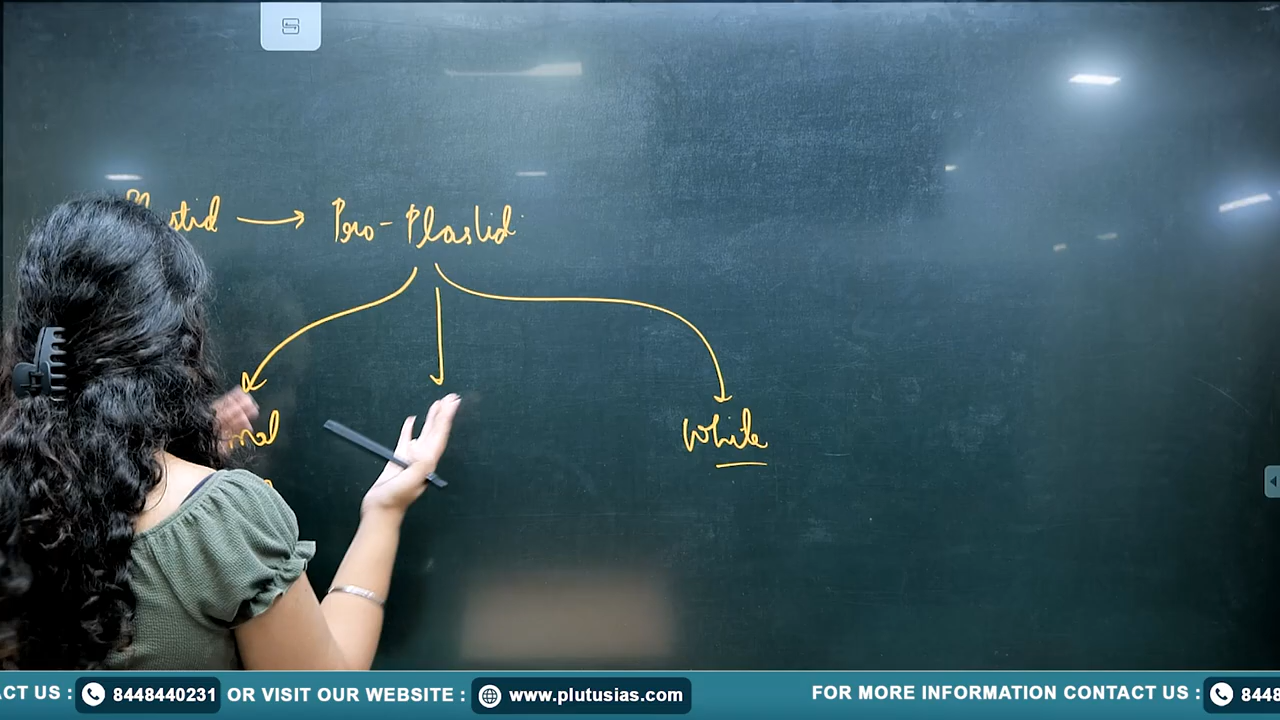 Pro-Plastid
White
CT US : 8448440231 OR VISIT OUR WEBSITE : www.plutusias.com FOR MORE INFORMATION CONTACT US : 8448